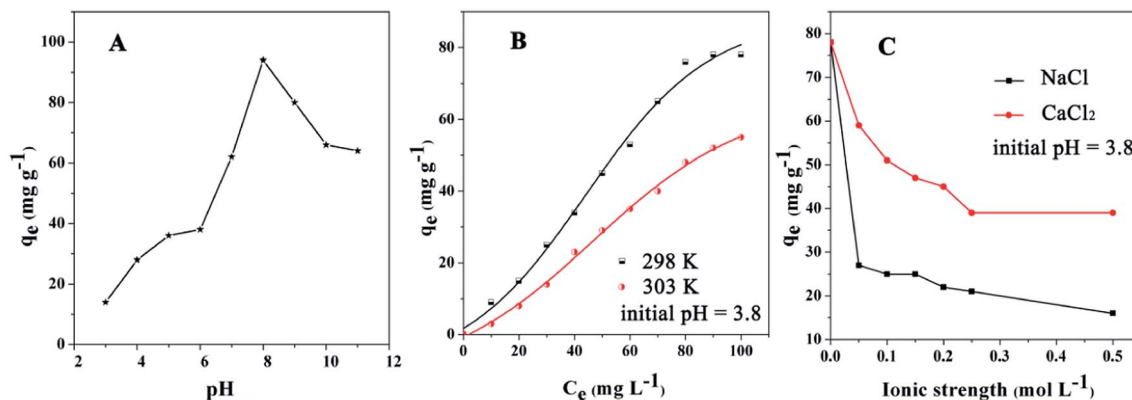 A
qe (mg g-1)
100
80
60
40
20
0
2 4 6 8 10 12
pH
B
qe (mg g-1)
80
60
40
20
0
298 K
303 K
initial pH = 3.8
0 20 40 60 80 100
Ce (mg L-1)
C
qe (mg g-1)
80
70
60
50
40
30
20
10
NaCl
CaCl2
initial pH = 3.8
0.0 0.1 0.2 0.3 0.4 0.5
Ionic strength (mol L-1)